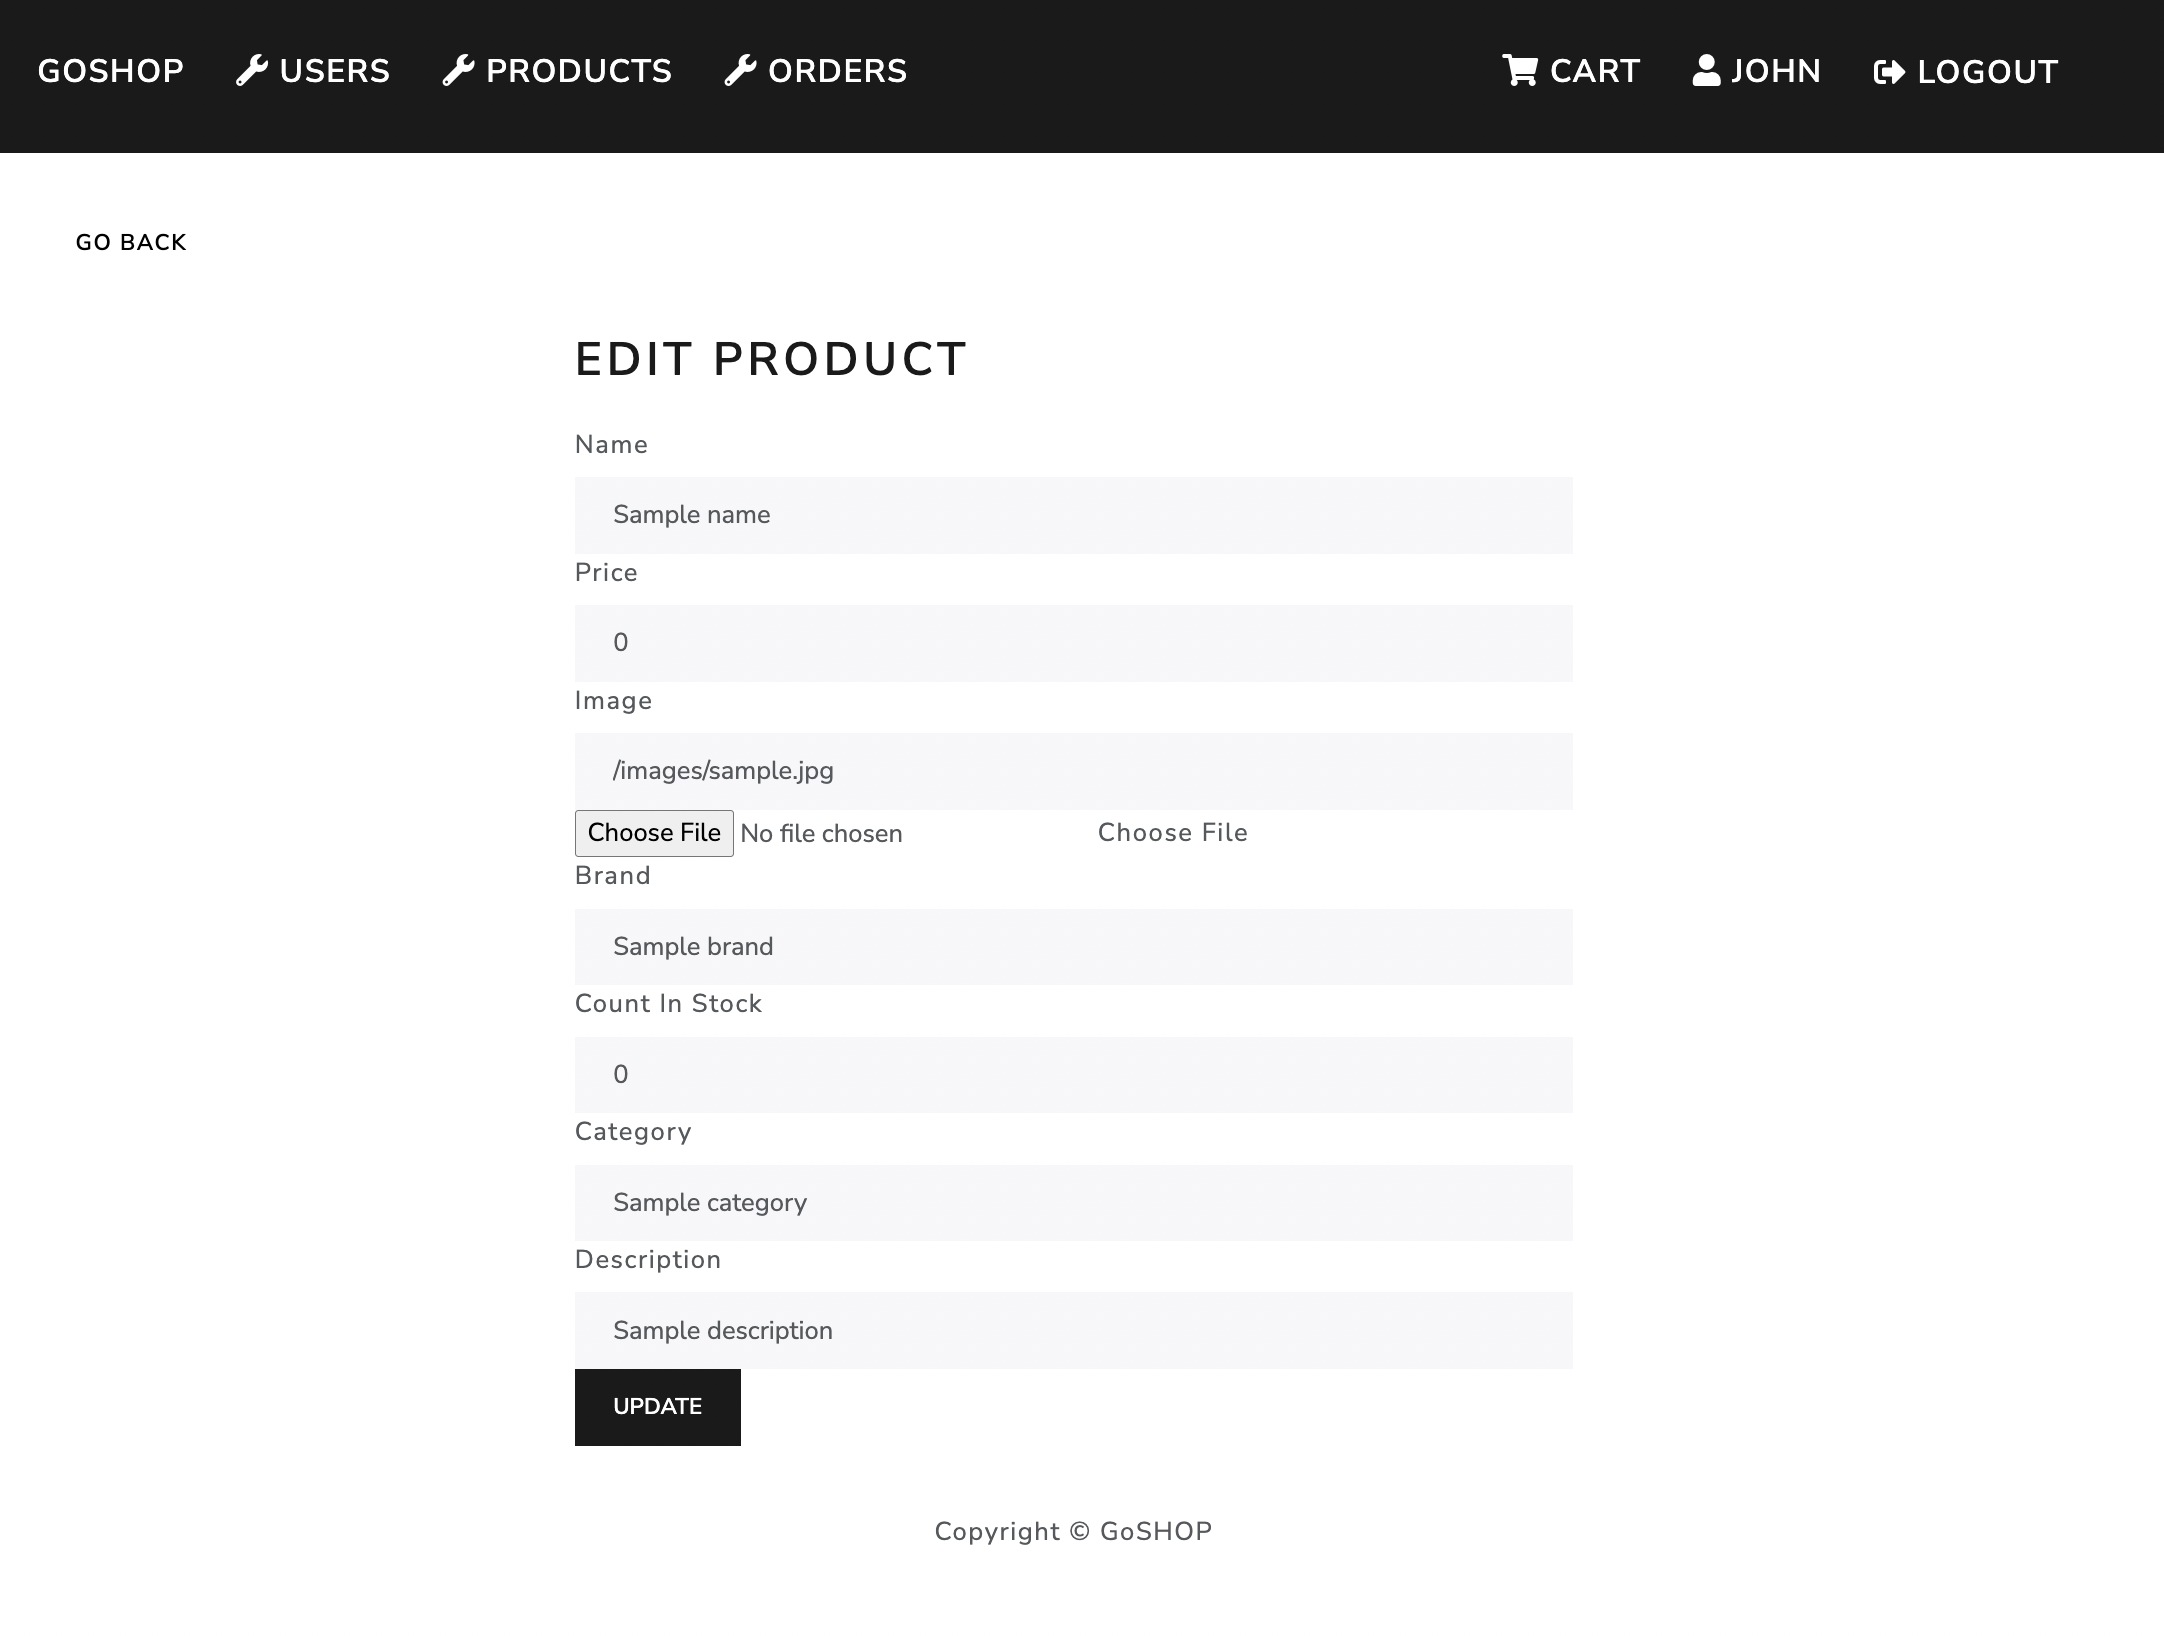 GOSHOP USERS PRODUCTS ORDERS CART JOHN LOGOUT
GO BACK
EDIT PRODUCT
Name
Sample name
Price
0
Image
/images/sample.jpg
Choose File No file chosen Choose File
Brand
Sample brand
Count In Stock
0
Category
Sample category
Description
Sample description
UPDATE
Copyright © GoSHOP